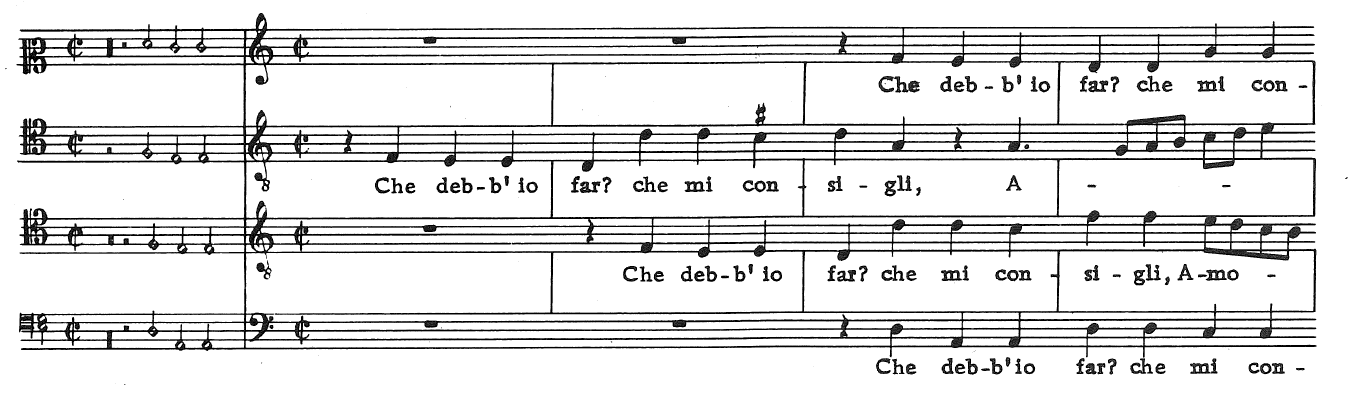 Che deb-b' io far? che mi con-
Che deb-b' io far? che mi con - si - gli, A - -
Che deb-b' io far? che mi con - si - gli, A-mo -
Che deb-b' io far? che mi con -